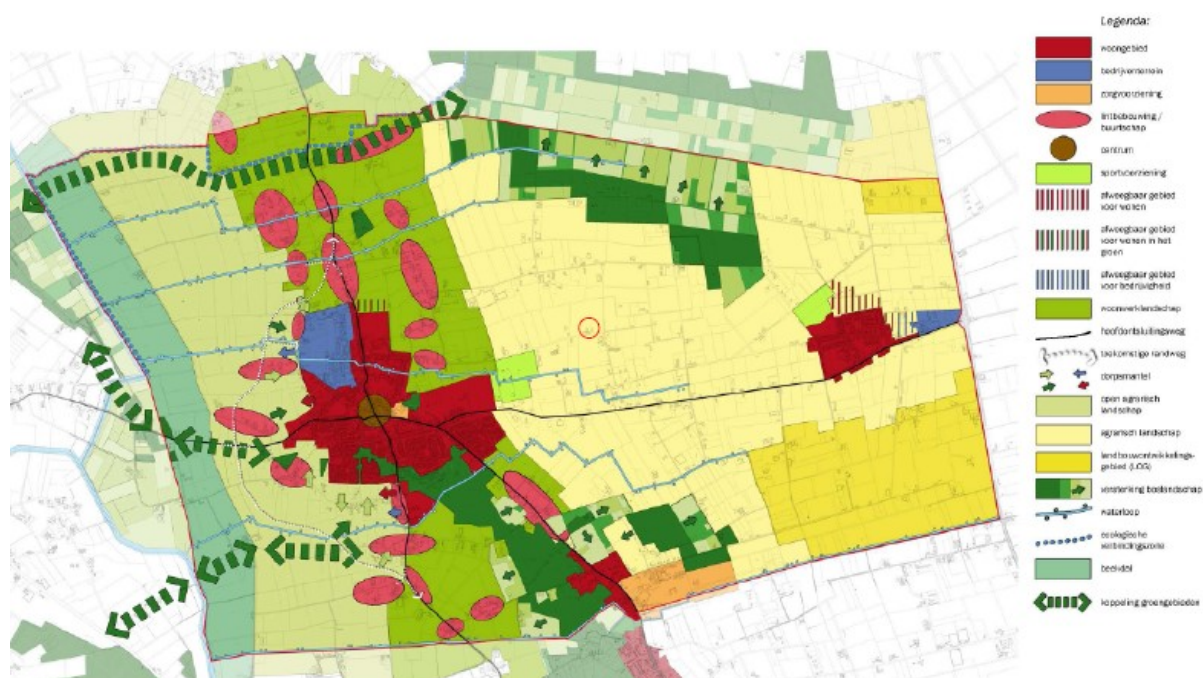 Legenda:
woongebied
bedrijventerrein
zorgvoorziening
lintbebouwing /
buurtschap
centrum
sportvoorziening
afweegbaar gebied
voor wonen
afweegbaar gebied
voor wonen in het
groen
afweegbaar gebied
voor bedrijvigheid
woonwerklandschap
hoofdontsluitingsweg
toekomstige randweg
dorpsmantel
open agrarisch
landschap
agrarisch landschap
landbouwontwikkelings-
gebied (LOG)
versterking boslandschap
waterloop
ecologische
verbindingszone
beekdal
koppeling groengebieden